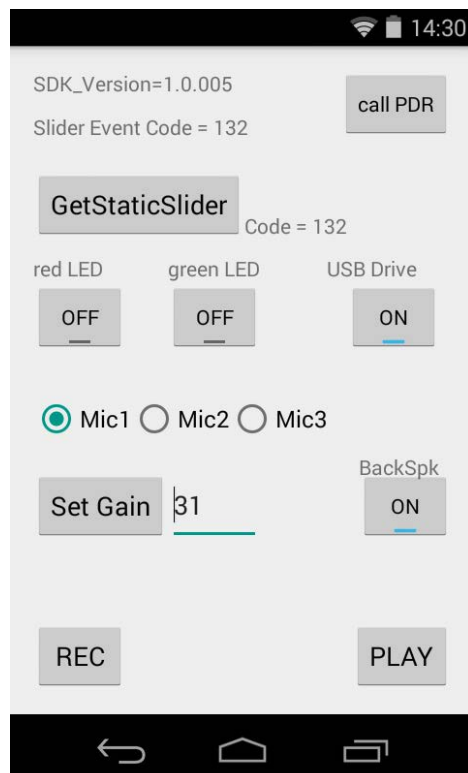 14:30
SDK_Version=1.0.005
call PDR
Slider Event Code = 132
GetStaticSlider
Code = 132
red LED green LED USB Drive
OFF OFF ON
Mic1 Mic2 Mic3
BackSpk
Set Gain 31 ON
REC PLAY